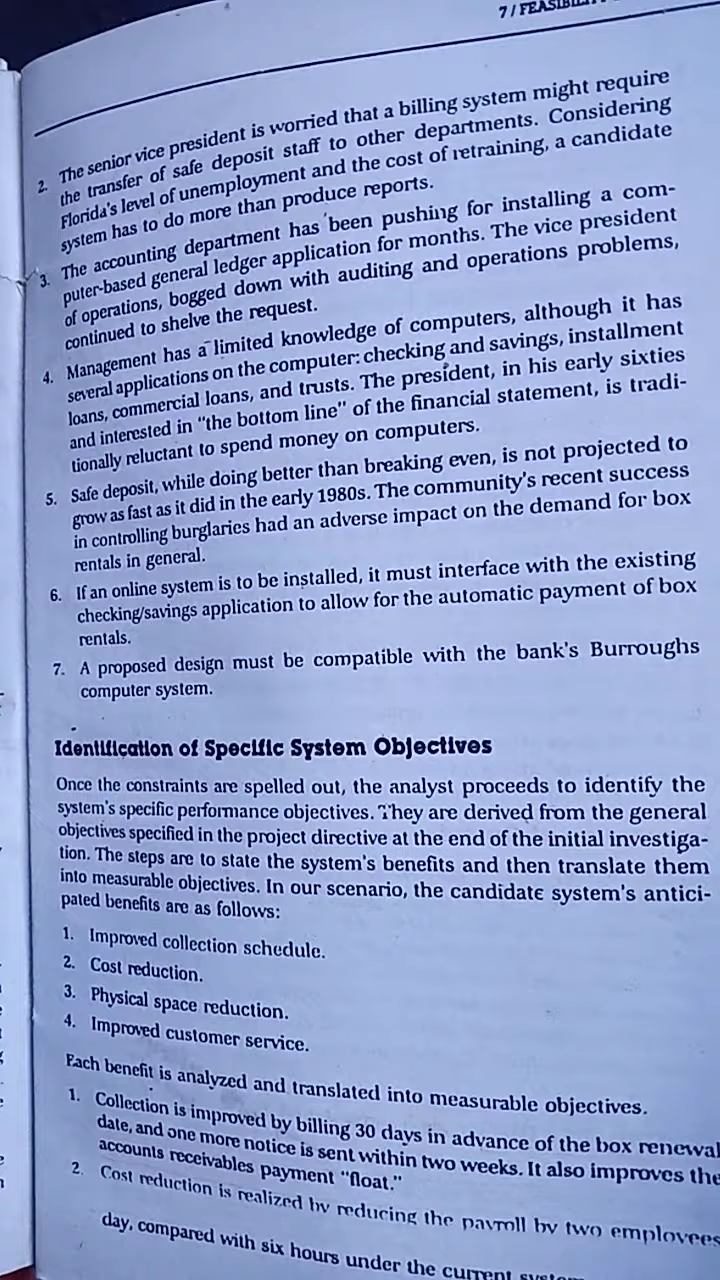 7 / FEASIBILITY
2. The senior vice president is worried that a billing system might require
the transfer of safe deposit staff to other departments. Considering
Florida's level of unemployment and the cost of retraining, a candidate
system has to do more than produce reports.
3. The accounting department has been pushing for installing a com-
puter-based general ledger application for months. The vice president
of operations, bogged down with auditing and operations problems,
continued to shelve the request.
4. Management has a limited knowledge of computers, although it has
several applications on the computer: checking and savings, installment
loans, commercial loans, and trusts. The president, in his early sixties
and interested in "the bottom line" of the financial statement, is tradi-
tionally reluctant to spend money on computers.
5. Safe deposit, while doing better than breaking even, is not projected to
grow as fast as it did in the early 1980s. The community's recent success
in controlling burglaries had an adverse impact on the demand for box
rentals in general.
6. If an online system is to be installed, it must interface with the existing
checking/savings application to allow for the automatic payment of box
rentals.
7. A proposed design must be compatible with the bank's Burroughs
computer system.
Identification of Specific System Objectives
Once the constraints are spelled out, the analyst proceeds to identify the
system's specific performance objectives. They are derived from the general
objectives specified in the project directive at the end of the initial investiga-
tion. The steps are to state the system's benefits and then translate them
into measurable objectives. In our scenario, the candidate system's antici-
pated benefits are as follows:
1. Improved collection schedule.
2. Cost reduction.
3. Physical space reduction.
4. Improved customer service.
Each benefit is analyzed and translated into measurable objectives.
1. Collection is improved by billing 30 days in advance of the box renewal
date, and one more notice is sent within two weeks. It also improves the
accounts receivables payment "float."
2. Cost reduction is realized by reducing the payroll by two employees
day, compared with six hours under the current system